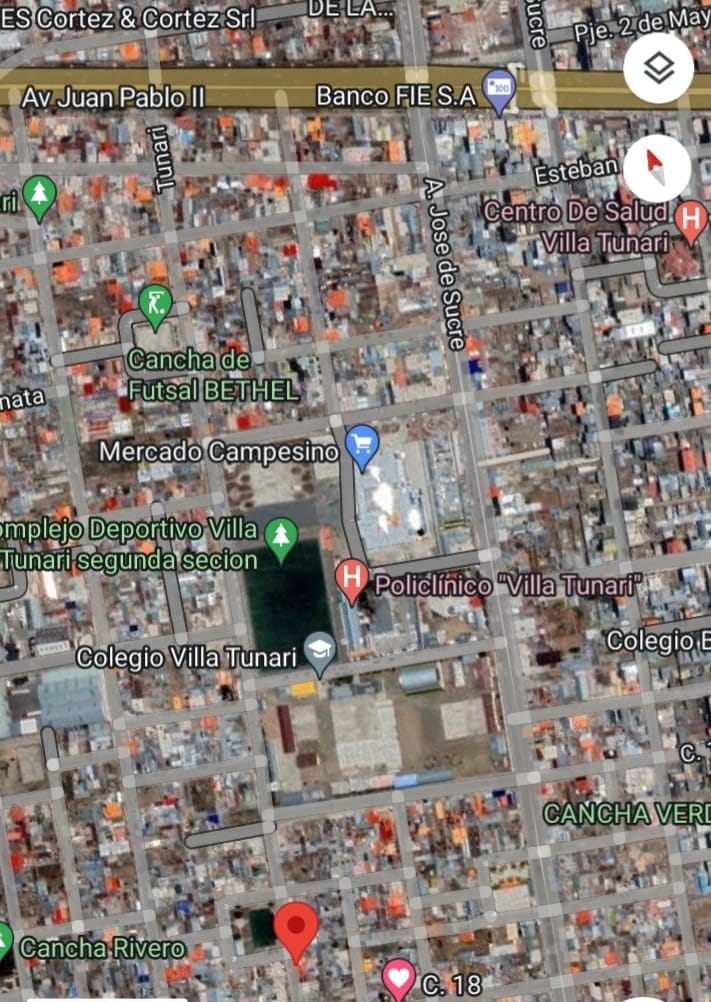 ES Cortez & Cortez Srl
DE LA...
Sucre
Pje. 2 de May
Av Juan Pablo II
Banco FIE S.A
100
Tunari
Esteban
ri
A. Jose de Sucre
Centro De Salud
Villa Tunari
H
Cancha de
Futsal BETHEL
nata
Mercado Campesino
omplejo Deportivo Villa
Tunari segunda secion
H
Policlínico "Villa Tunari"
Colegio Villa Tunari
Colegio E
C.
CANCHA VERD
Cancha Rivero
C. 18